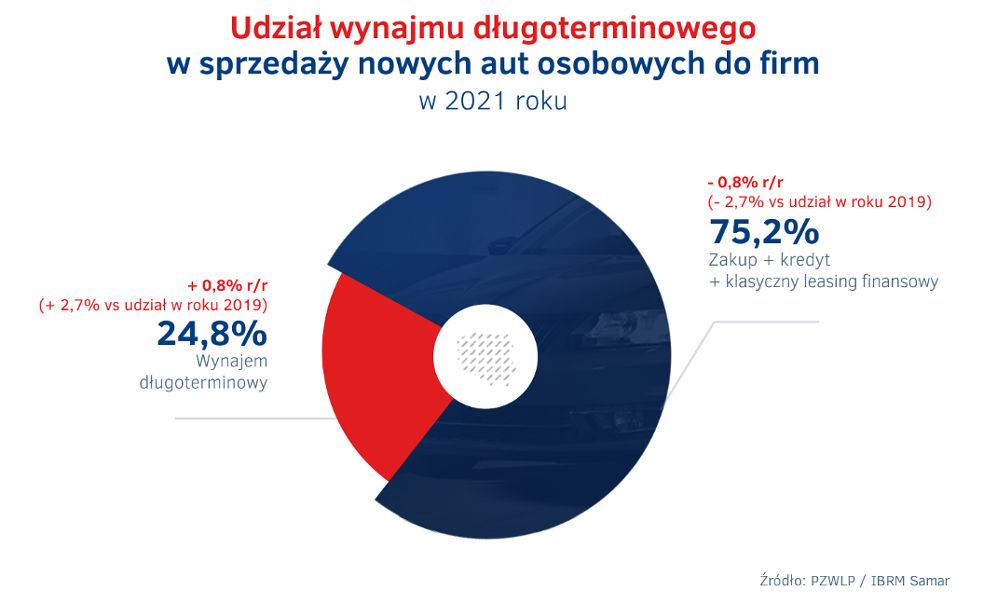 Udział wynajmu długoterminowego
w sprzedaży nowych aut osobowych do firm
w 2021 roku
- 0,8% r/r
(- 2,7% vs udział w roku 2019)
75,2%
Zakup + kredyt
+ klasyczny leasing finansowy
+ 0,8% r/r
(+ 2,7% vs udział w roku 2019)
24,8%
Wynajem
długoterminowy
Źródło: PZWLP / IBRM Samar